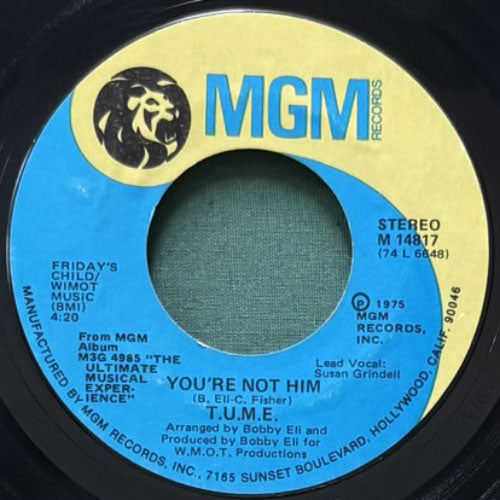 MGM
RECORDS
STEREO
M 14817
(74 L 6648)
FRIDAY'S
CHILD/
WIMOT
MUSIC
(BMI)
4:20
℗ 1975
MGM
RECORDS,
INC.
From MGM
Album
M3G 4985 "THE
ULTIMATE
MUSICAL
EXPER-
IENCE"
Lead Vocal:
Susan Grindell
YOU'RE NOT HIM
(B. Eli-C. Fisher)
T.U.M.E.
Arranged by Bobby Eli and
Produced by Bobby Eli for
W.M.O.T. Productions
MANUFACTURED BY MGM RECORDS, INC., 7165 SUNSET BOULEVARD, HOLLYWOOD, CALIF. 90046